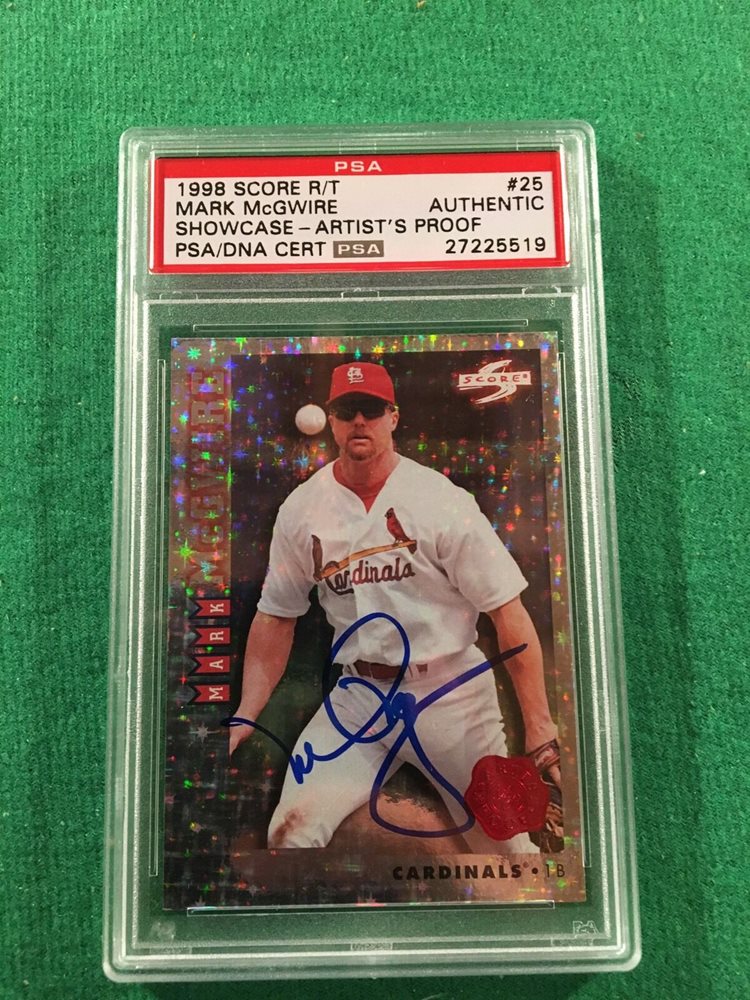 PSA
1998 SCORE R/T #25
MARK McGWIRE AUTHENTIC
SHOWCASE – ARTIST'S PROOF
PSA/DNA CERT PSA 27225519
SCORE®
MARK McGWIRE
Cardinals
CARDINALS® • 1B